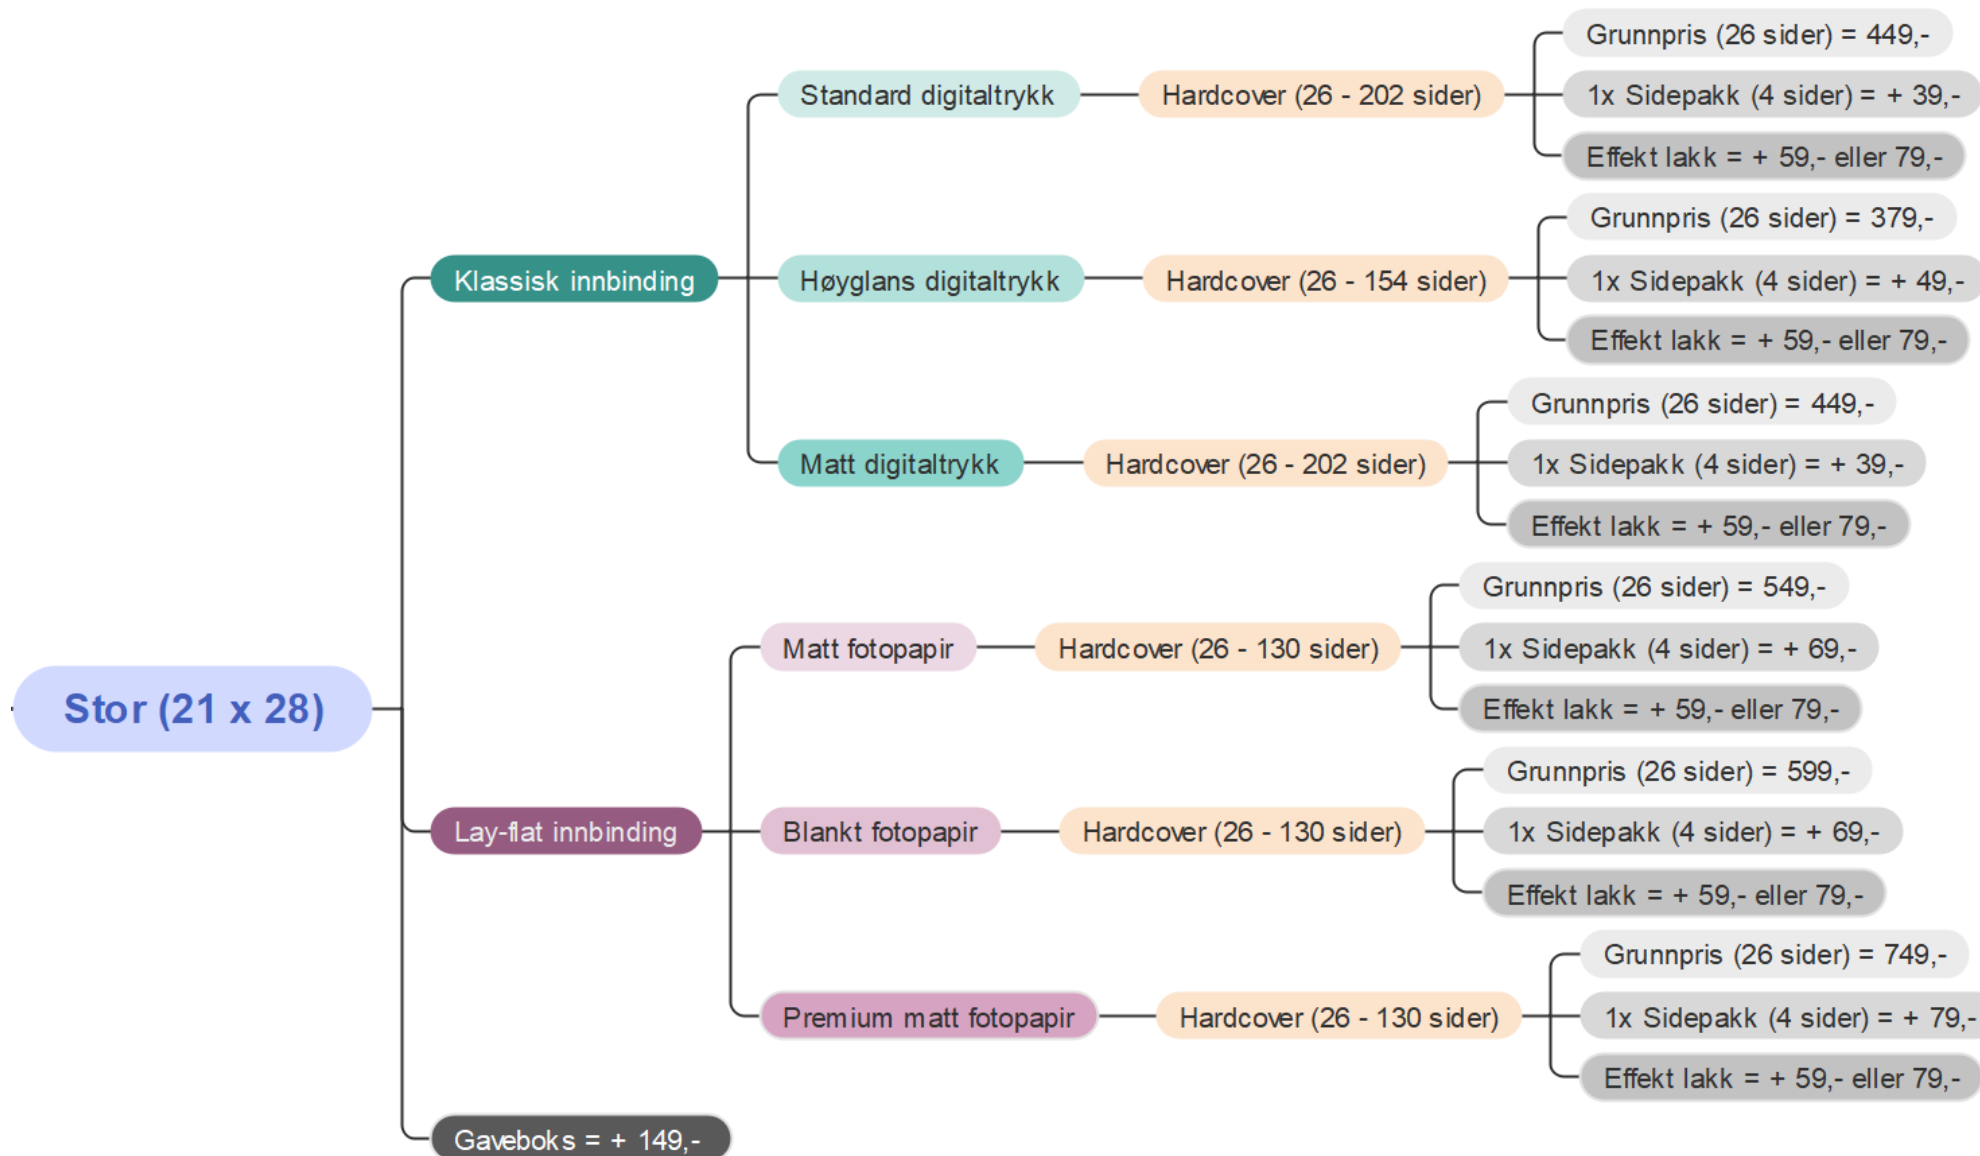 Stor (21 x 28)
Klassisk innbinding
Standard digitaltrykk
Hardcover (26 - 202 sider)
Grunnpris (26 sider) = 449,-
1x Sidepakk (4 sider) = + 39,-
Effekt lakk = + 59,- eller 79,-
Høyglans digitaltrykk
Hardcover (26 - 154 sider)
Grunnpris (26 sider) = 379,-
1x Sidepakk (4 sider) = + 49,-
Effekt lakk = + 59,- eller 79,-
Matt digitaltrykk
Hardcover (26 - 202 sider)
Grunnpris (26 sider) = 449,-
1x Sidepakk (4 sider) = + 39,-
Effekt lakk = + 59,- eller 79,-
Lay-flat innbinding
Matt fotopapir
Hardcover (26 - 130 sider)
Grunnpris (26 sider) = 549,-
1x Sidepakk (4 sider) = + 69,-
Effekt lakk = + 59,- eller 79,-
Blankt fotopapir
Hardcover (26 - 130 sider)
Grunnpris (26 sider) = 599,-
1x Sidepakk (4 sider) = + 69,-
Effekt lakk = + 59,- eller 79,-
Premium matt fotopapir
Hardcover (26 - 130 sider)
Grunnpris (26 sider) = 749,-
1x Sidepakk (4 sider) = + 79,-
Effekt lakk = + 59,- eller 79,-
Gaveboks = + 149,-